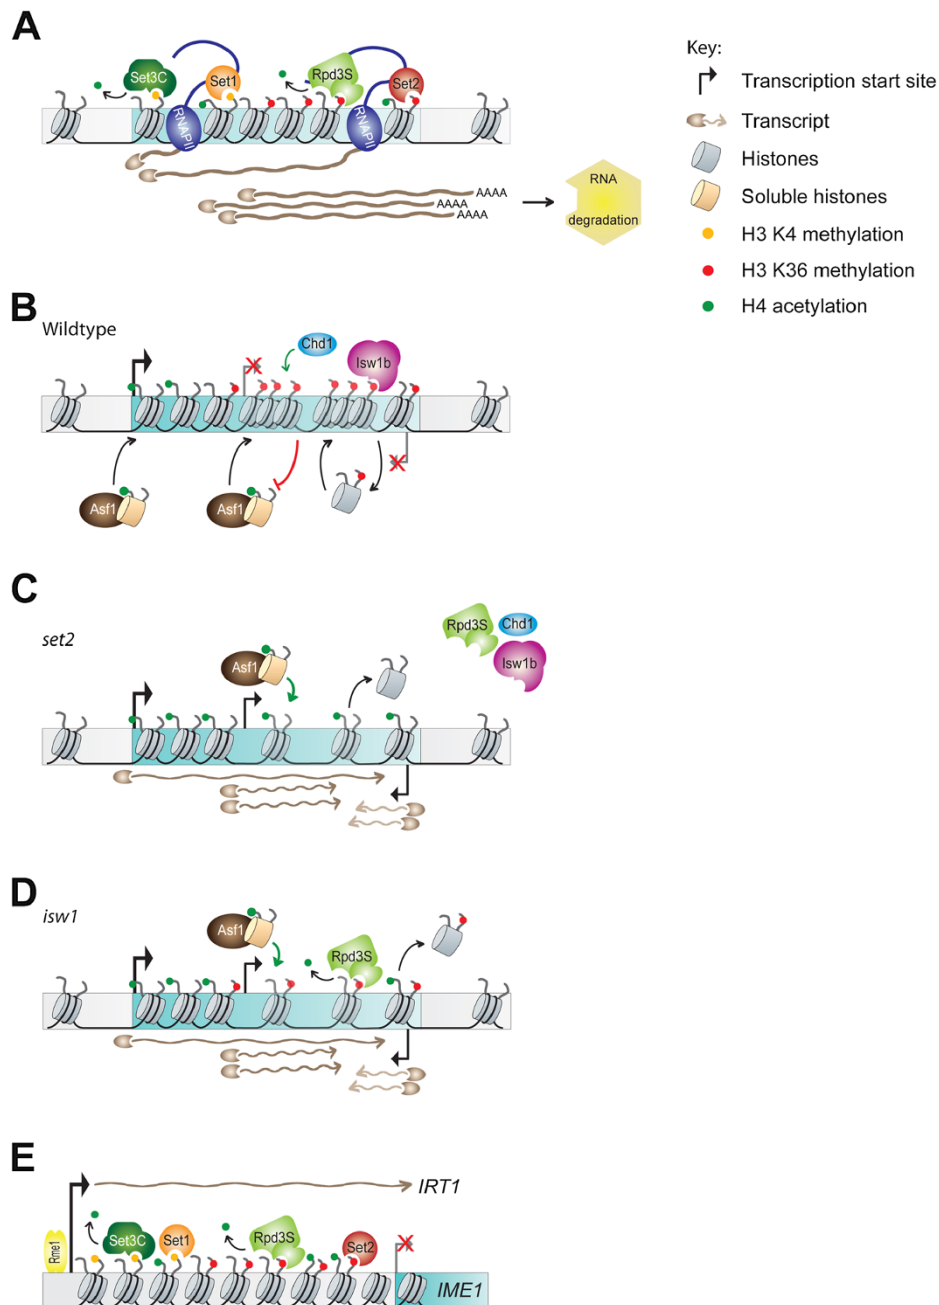 A
Set3C
Set1
Rpd3S
Set2
RNAPII
RNAPII
AAAA
AAAA
AAAA
RNA
degradation
Key:
Transcription start site
Transcript
Histones
Soluble histones
H3 K4 methylation
H3 K36 methylation
H4 acetylation
B
Wildtype
Chd1
Isw1b
Asf1
Asf1
C
set2
Asf1
Rpd3S
Chd1
Isw1b
D
isw1
Asf1
Rpd3S
E
IRT1
Rme1
Set3C
Set1
Rpd3S
Set2
IME1